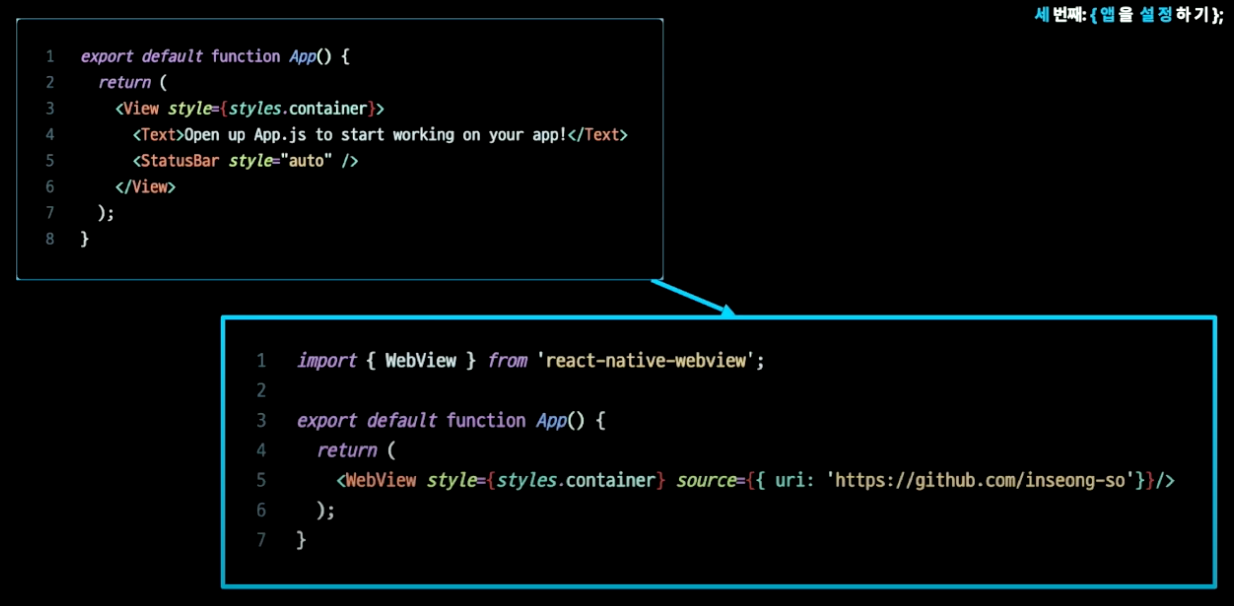 세번째: { 앱을 설정하기 };
1 export default function App() {
2   return (
3     <View style={styles.container}>
4       <Text>Open up App.js to start working on your app!</Text>
5       <StatusBar style="auto" />
6     </View>
7   );
8 }
1 import { WebView } from 'react-native-webview';
2
3 export default function App() {
4   return (
5     <WebView style={styles.container} source={{ uri: 'https://github.com/inseong-so'}}/>
6   );
7 }